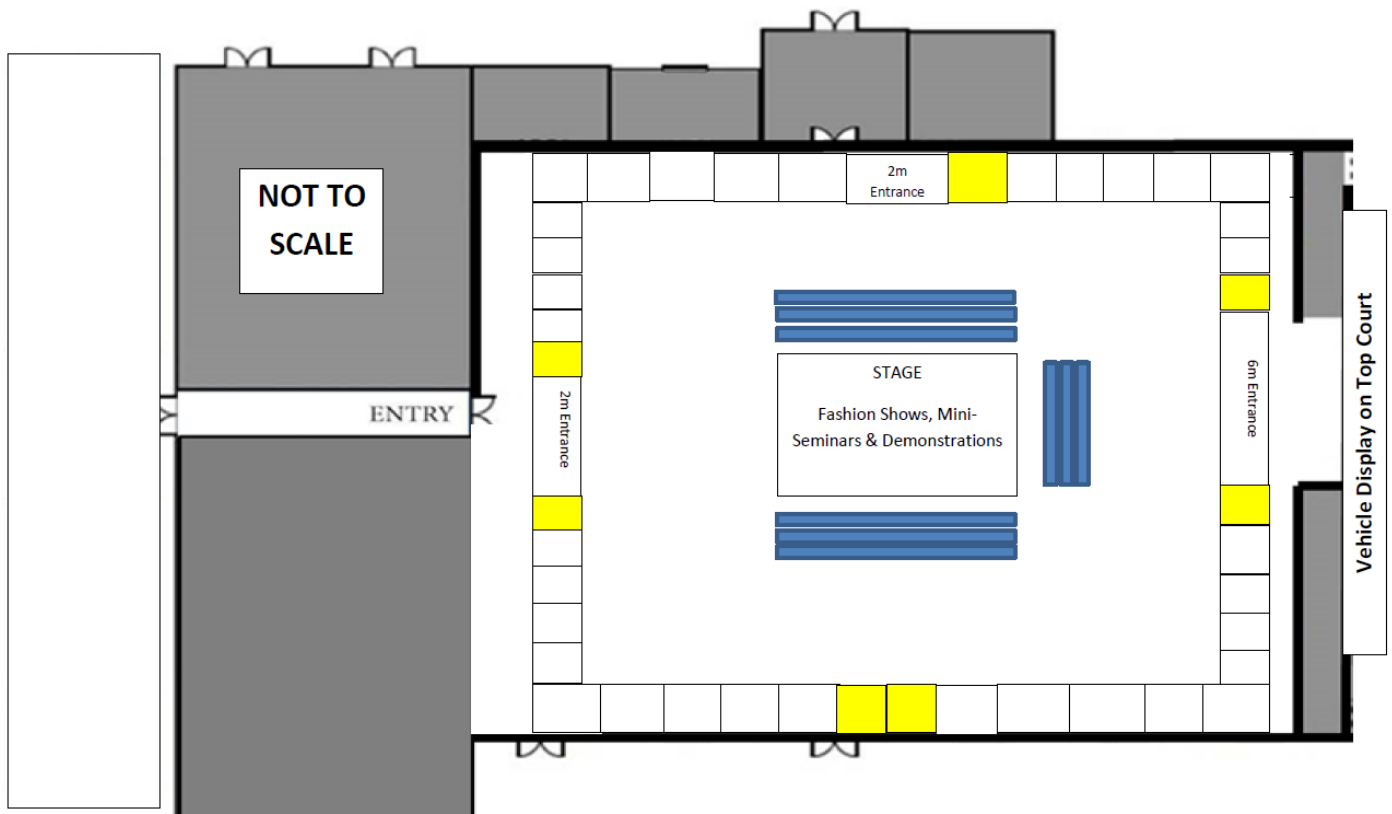 NOT TO
SCALE
2m
Entrance
ENTRY
2m Entrance
STAGE
Fashion Shows, Mini-
Seminars & Demonstrations
6m Entrance
Vehicle Display on Top Court